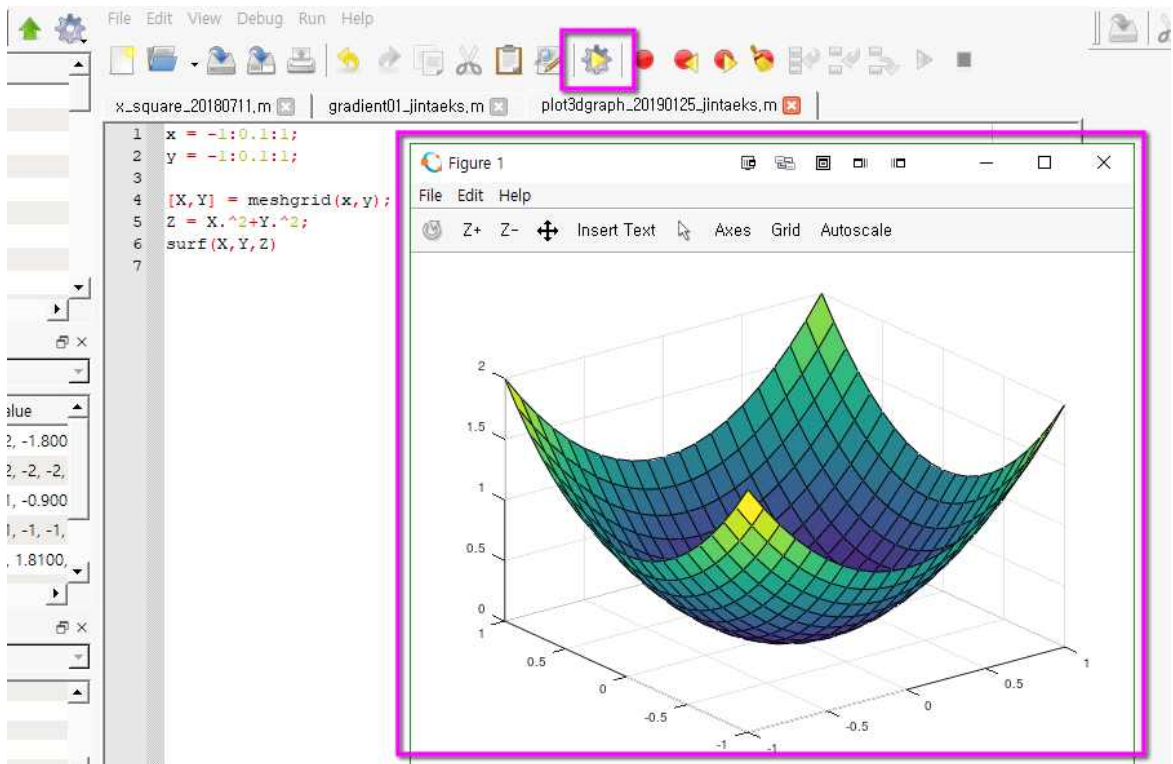 File Edit View Debug Run Help
x_square_20180711.m
gradient01_jintaeks.m
plot3dgraph_20190125_jintaeks.m
1 x = -1:0.1:1;
2 y = -1:0.1:1;
3
4 [X,Y] = meshgrid(x,y);
5 Z = X.^2+Y.^2;
6 surf(X,Y,Z)
7
Figure 1
File Edit Help
Z+ Z- Insert Text Axes Grid Autoscale
2
1.5
1
0.5
0
1
0.5
0
-0.5
-1
-1
-0.5
0
0.5
1
alue
2, -1.800
2, -2, -2,
1, -0.900
1, -1, -1,
, 1.8100,